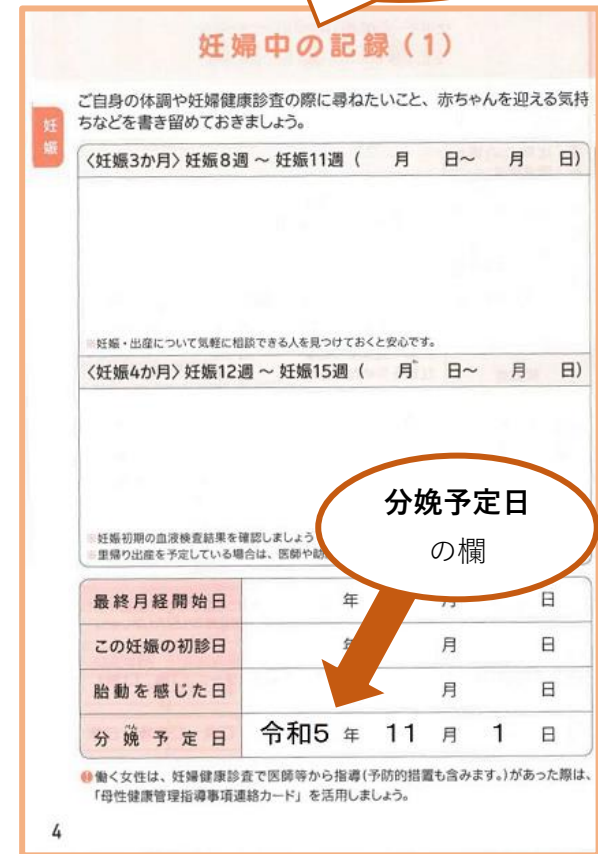 妊婦中の記録（1）
ご自身の体調や妊婦健康診査の際に尋ねたいこと、赤ちゃんを迎える気持
ちなどを書き留めておきましょう。
妊娠
〈妊娠3か月〉妊娠8週 ～ 妊娠11週（　月　日～　月　日）
※妊娠・出産について気軽に相談できる人を見つけておくと安心です。
〈妊娠4か月〉妊娠12週 ～ 妊娠15週（　月　日～　月　日）
※妊娠初期の血液検査結果を確認しましょう
※里帰り出産を予定している場合は、医師や助
分娩予定日
の欄
最終月経開始日　年　月　日
この妊娠の初診日　年　月　日
胎動を感じた日　月　日
分娩予定日　令和5 年 11 月 1 日
働く女性は、妊婦健康診査で医師等から指導(予防的措置も含みます。)があった際は、
「母性健康管理指導事項連絡カード」を活用しましょう。
4